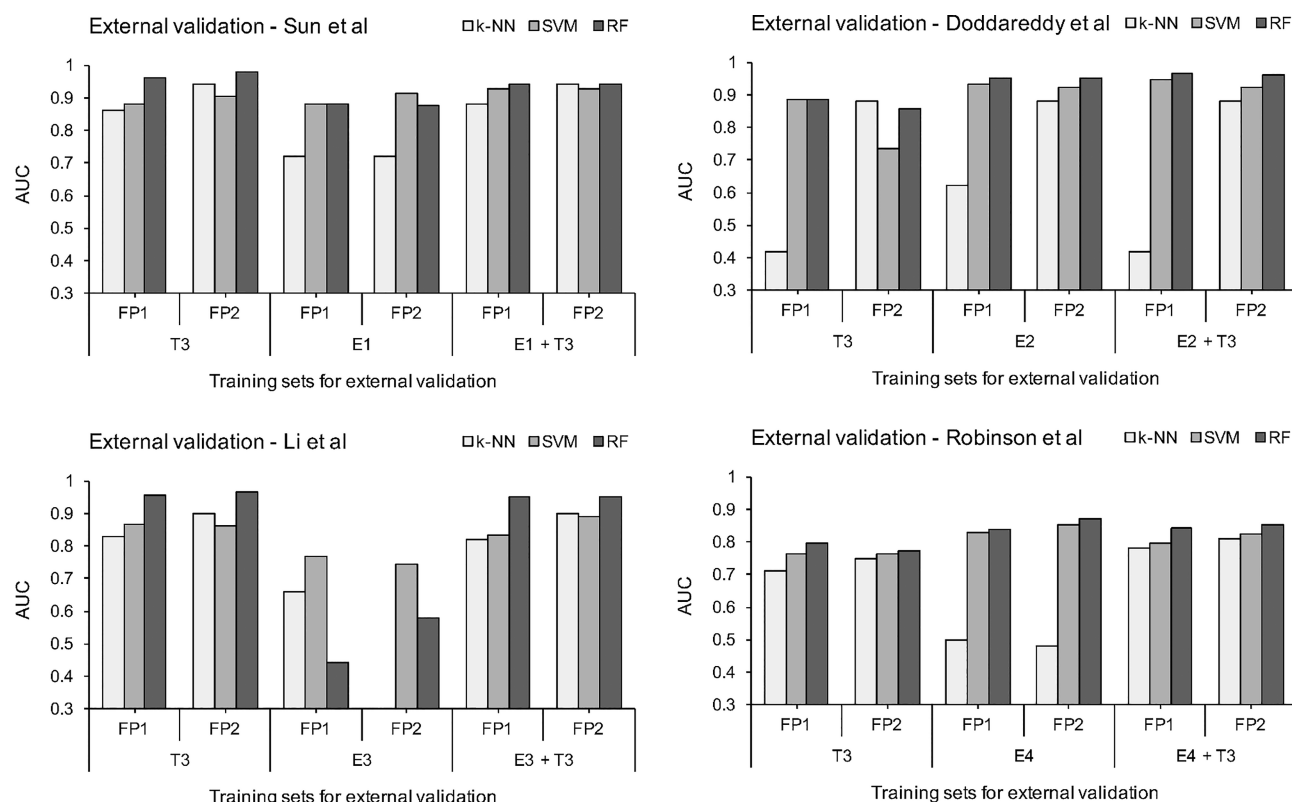 External validation - Sun et al k-NN SVM RF
1
0.9
0.8
0.7
0.6
0.5
0.4
0.3
AUC
FP1 FP2 FP1 FP2 FP1 FP2
T3 E1 E1 + T3
Training sets for external validation
External validation - Doddareddy et al k-NN SVM RF
1
0.9
0.8
0.7
0.6
0.5
0.4
0.3
AUC
FP1 FP2 FP1 FP2 FP1 FP2
T3 E2 E2 + T3
Training sets for external validation
External validation - Li et al k-NN SVM RF
1
0.9
0.8
0.7
0.6
0.5
0.4
0.3
AUC
FP1 FP2 FP1 FP2 FP1 FP2
T3 E3 E3 + T3
Training sets for external validation
External validation - Robinson et al k-NN SVM RF
1
0.9
0.8
0.7
0.6
0.5
0.4
0.3
AUC
FP1 FP2 FP1 FP2 FP1 FP2
T3 E4 E4 + T3
Training sets for external validation